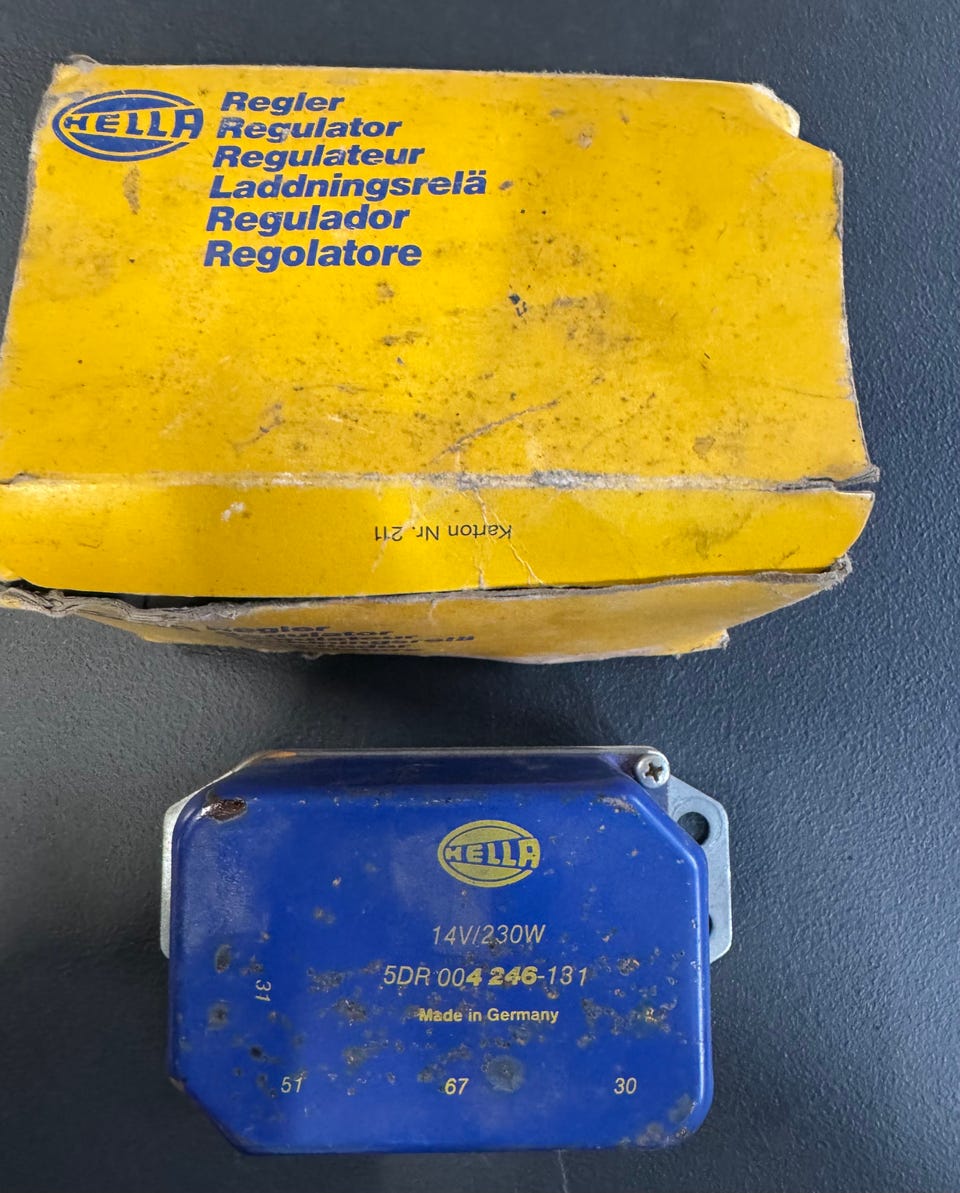 HELLA
Regler
Regulator
Regulateur
Laddningsrelä
Regulador
Regolatore
Karton Nr. 211
Regler
HELLA
14V/230W
5DR 004 246-131
Made in Germany
31
51 67 30